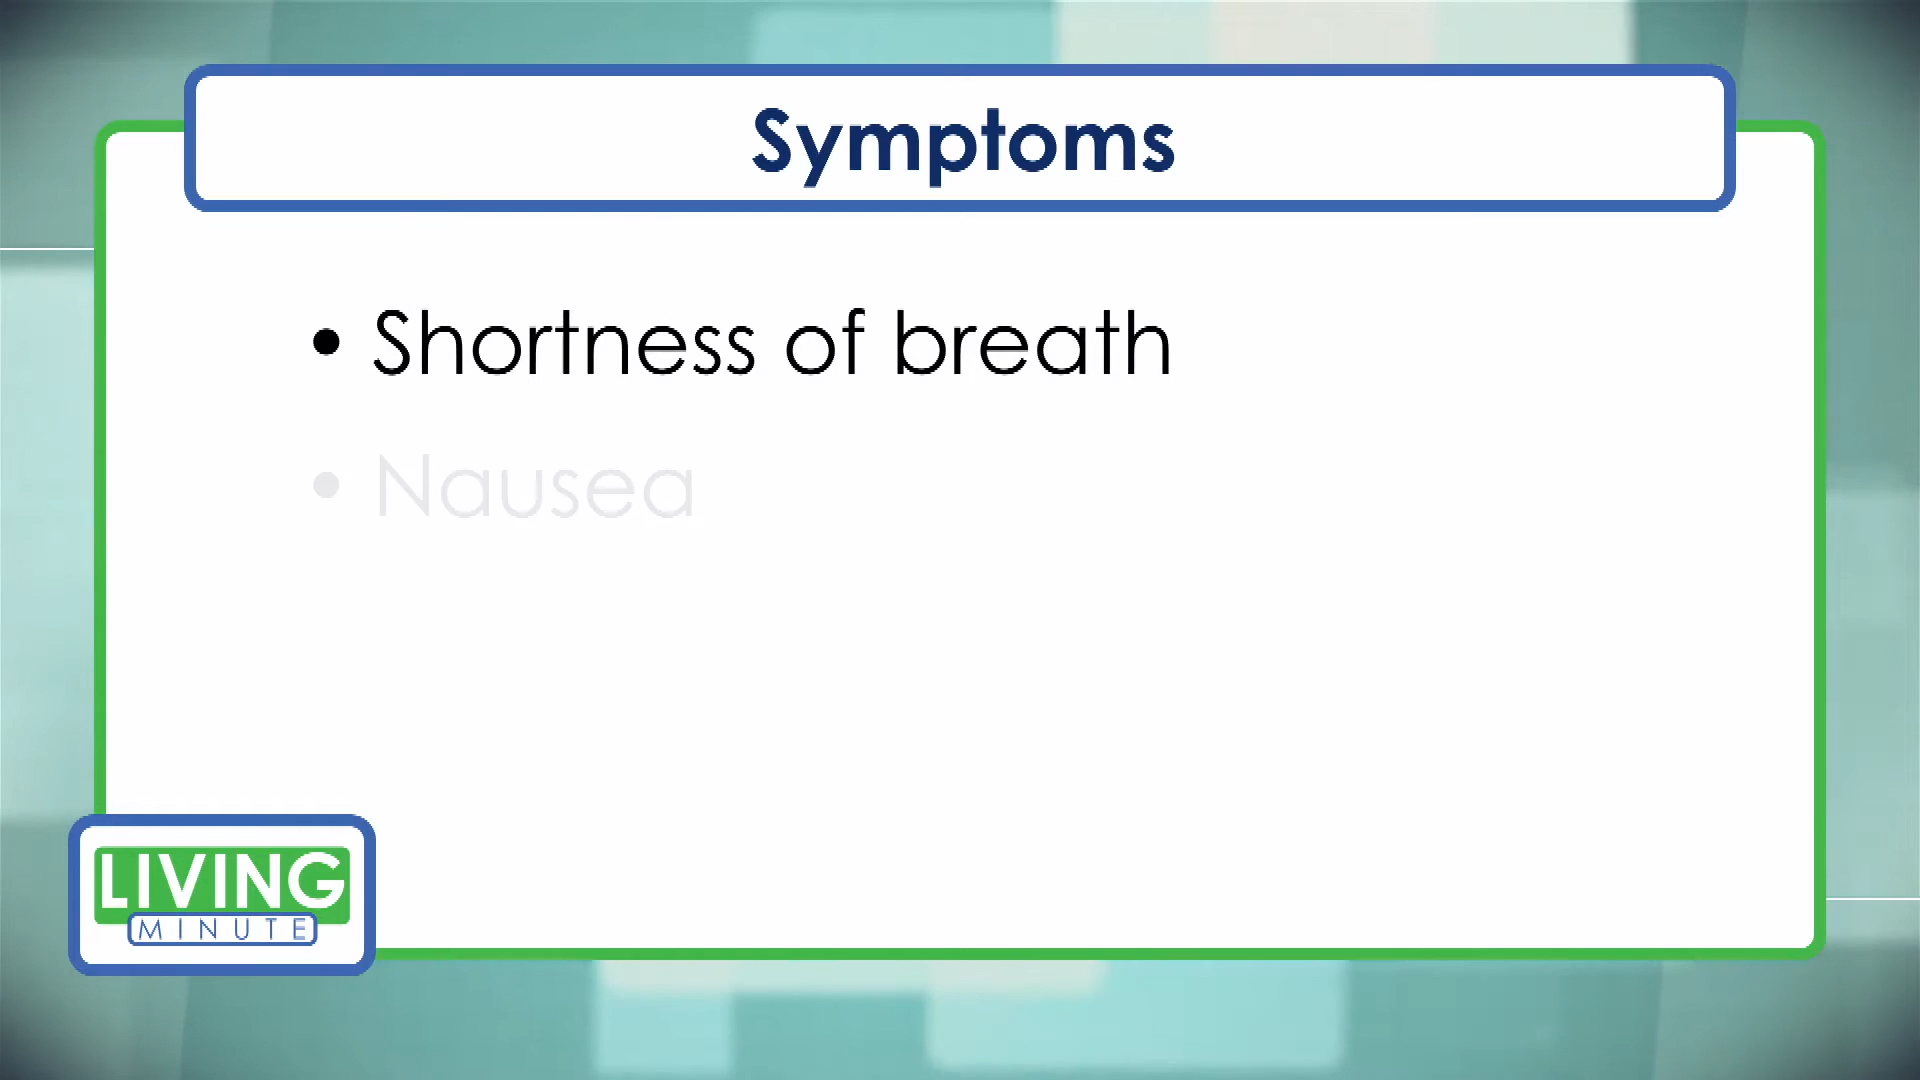 Symptoms
• Shortness of breath
• Nausea
LIVING
MINUTE